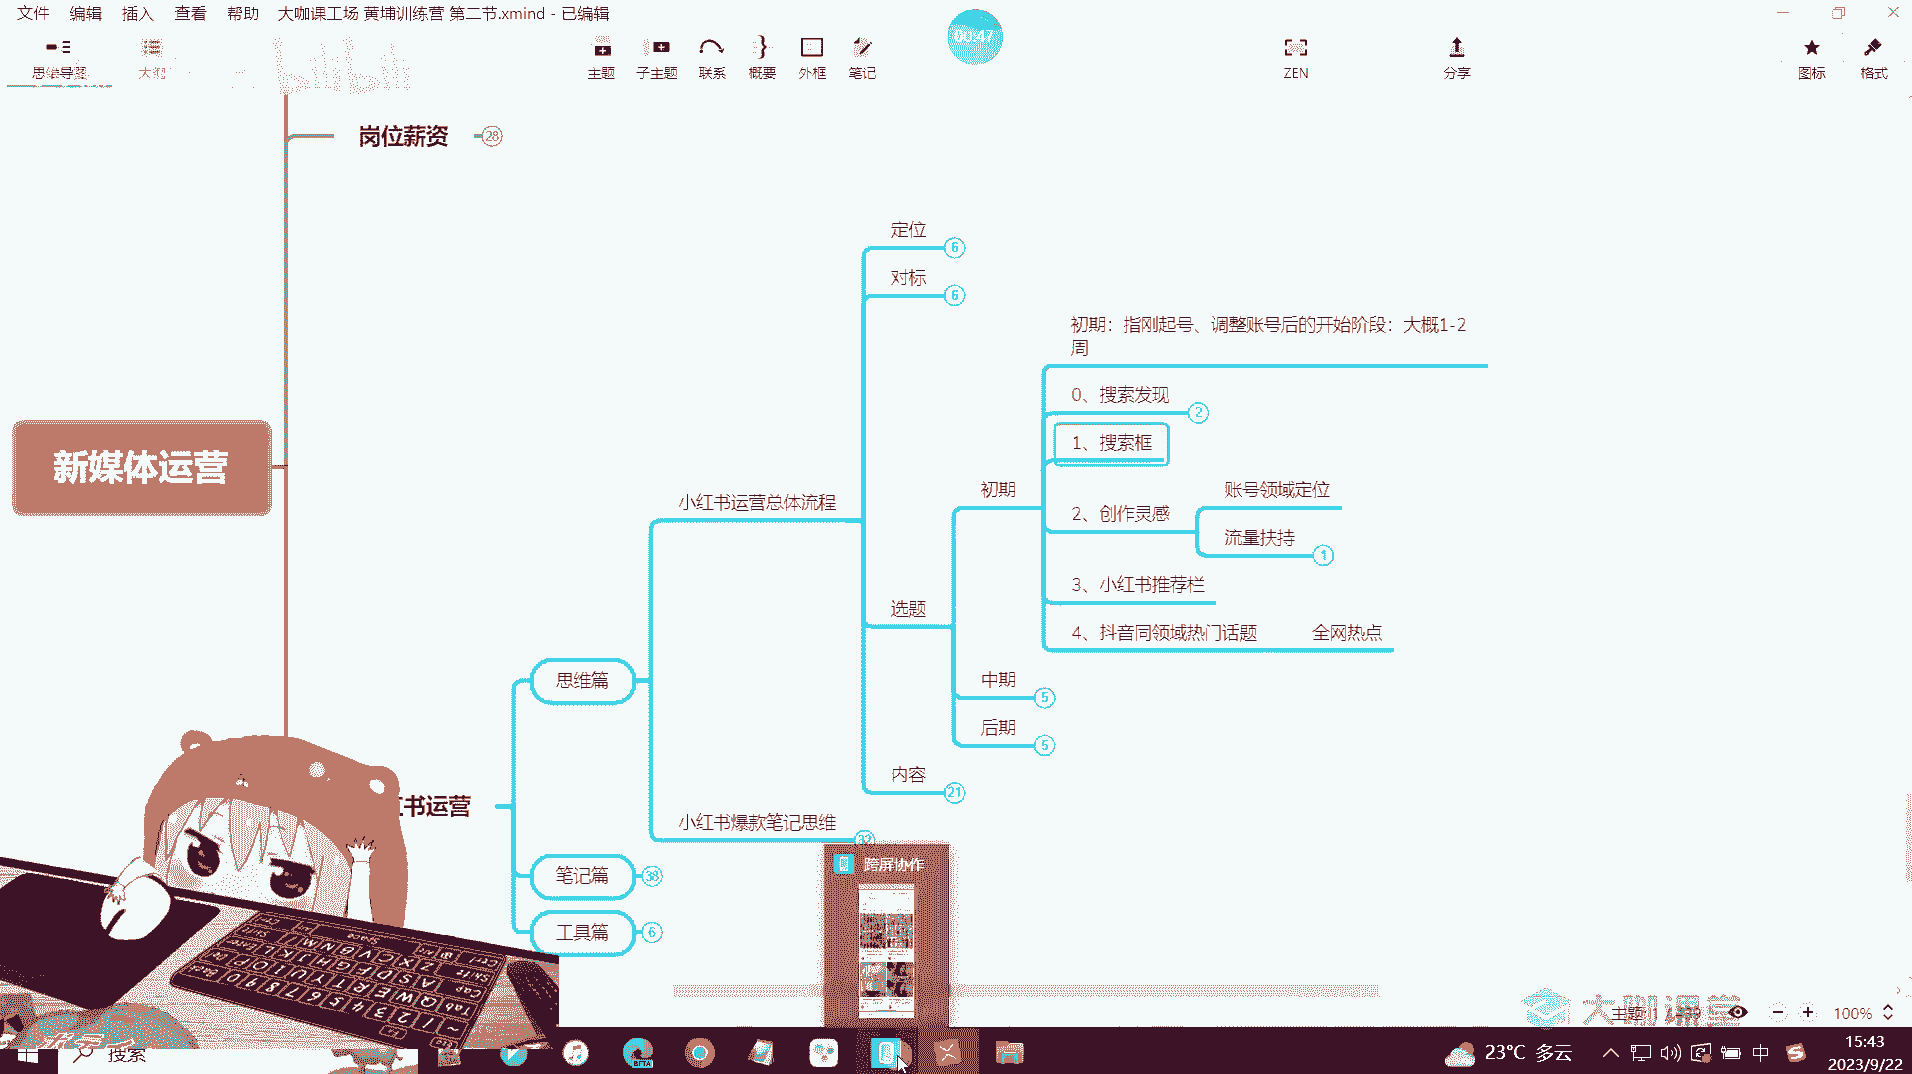 文件 编辑 插入 查看 帮助 大咖课工场 黄埔训练营 第二节.xmind - 已编辑
00:47
思维导图 大纲 主题 子主题 联系 概要 外框 笔记 ZEN 分享 图标 格式
bilibili
岗位薪资 28
定位 6
对标 6
初期：指刚起号、调整账号后的开始阶段：大概1-2
周
0、搜索发现 2
1、搜索框
新媒体运营
小红书运营总体流程
初期
2、创作灵感
账号领域定位
流量扶持 1
3、小红书推荐栏
选题
4、抖音同领域热门话题 全网热点
思维篇
中期 5
后期 5
内容 21
书运营
小红书爆款笔记思维 32
跨屏协作
笔记篇 38
工具篇 6
大咖课堂
100%
搜索
BETA
23°C 多云
中
15:43
2023/9/22